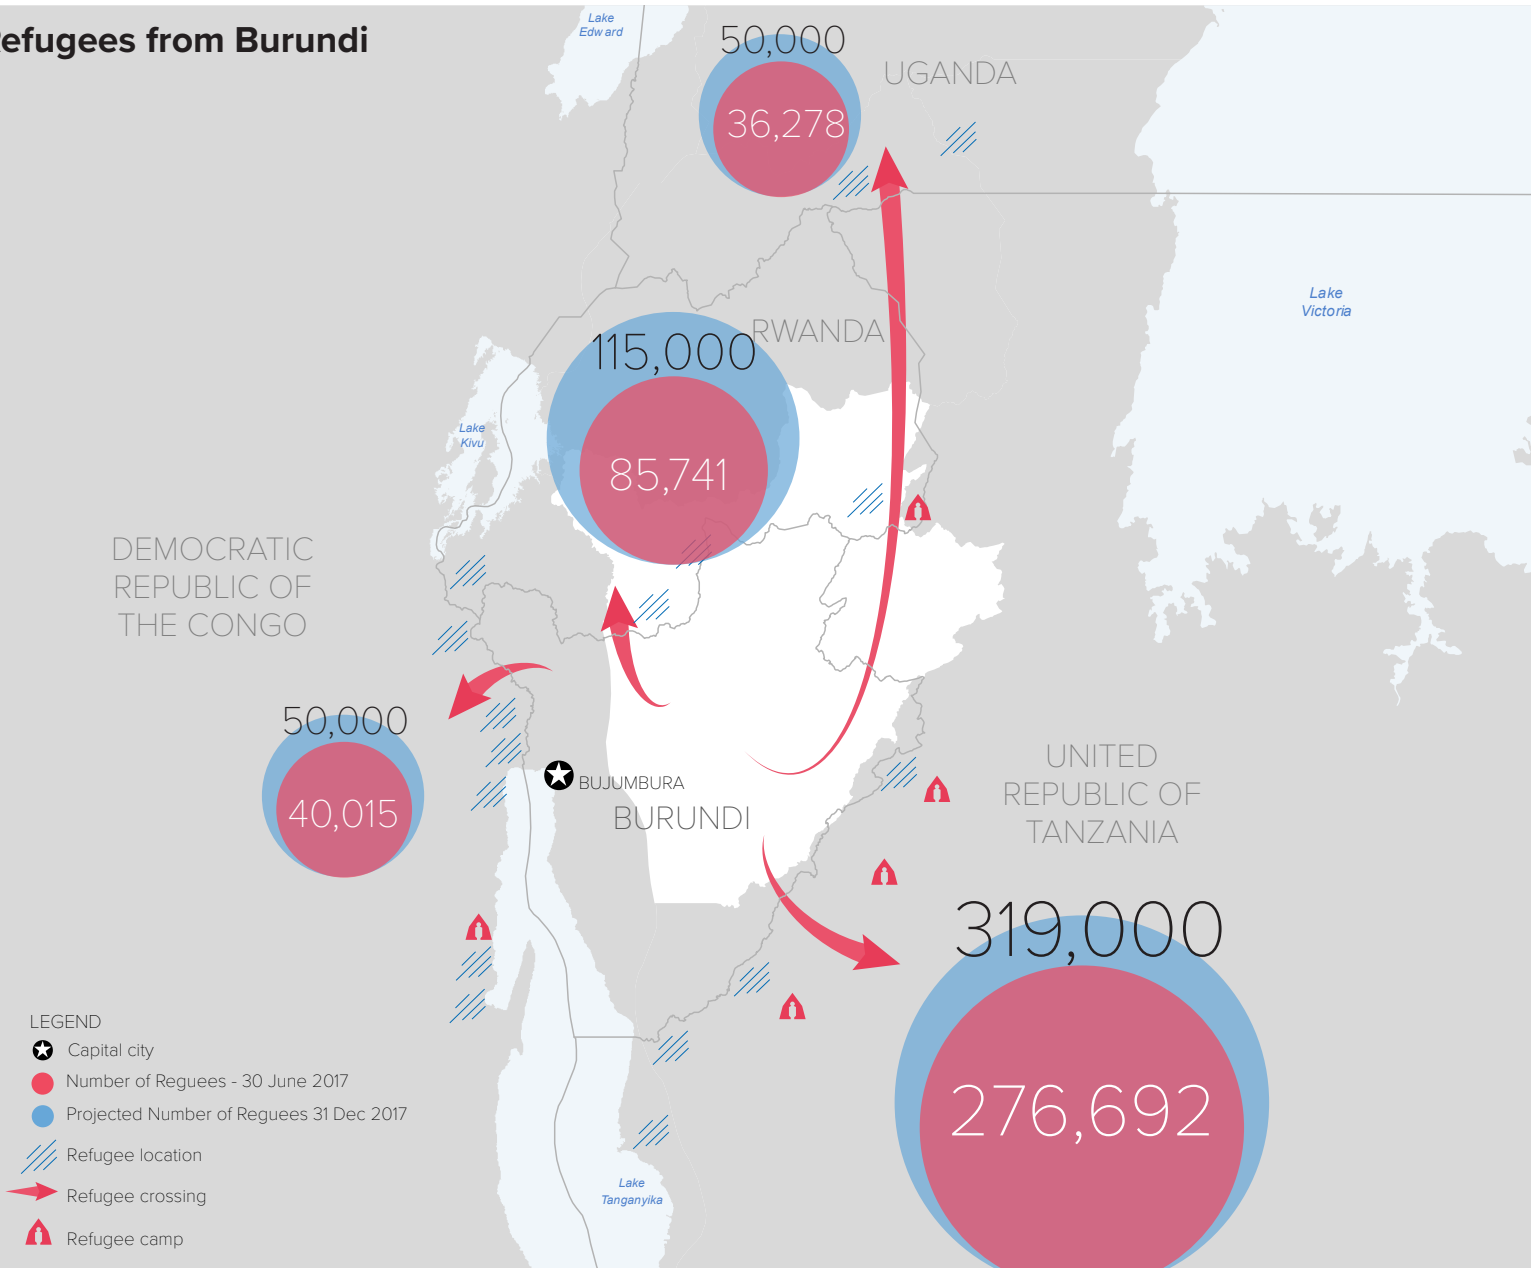 efugees from Burundi
Lake
Edward
50,000
UGANDA
36,278
Lake
Victoria
RWANDA
115,000
Lake
Kivu
85,741
DEMOCRATIC
REPUBLIC OF
THE CONGO
50,000
40,015
BUJUMBURA
BURUNDI
UNITED
REPUBLIC OF
TANZANIA
319,000
276,692
LEGEND
Capital city
Number of Reguees - 30 June 2017
Projected Number of Reguees 31 Dec 2017
Refugee location
Refugee crossing
Refugee camp
Lake
Tanganyika